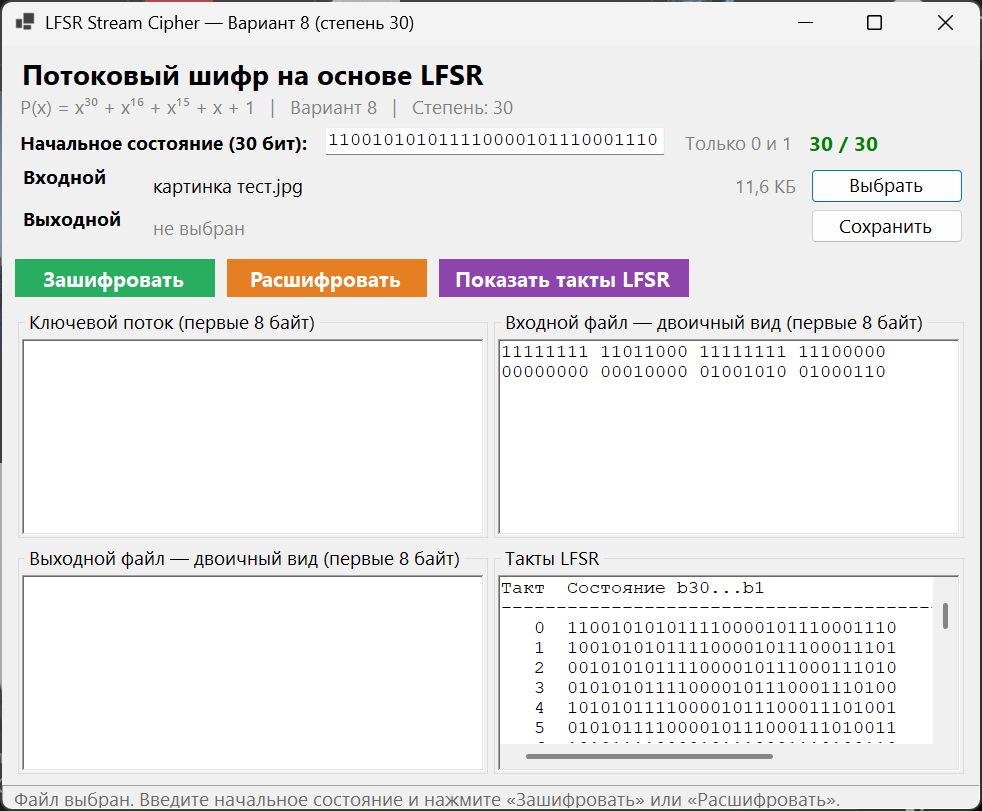 LFSR Stream Cipher — Вариант 8 (степень 30)
Потоковый шифр на основе LFSR
P(x) = x³⁰ + x¹⁶ + x¹⁵ + x + 1 | Вариант 8 | Степень: 30
Начальное состояние (30 бит): 110010101011110000101110001110 Только 0 и 1 30 / 30
Входной картинка тест.jpg 11,6 КБ Выбрать
Выходной не выбран Сохранить
Зашифровать Расшифровать Показать такты LFSR
Ключевой поток (первые 8 байт)
Входной файл — двоичный вид (первые 8 байт)
11111111 11011000 11111111 11100000
00000000 00010000 01001010 01000110
Выходной файл — двоичный вид (первые 8 байт)
Такты LFSR
Такт Состояние b30...b1
0 110010101011110000101110001110
1 100101010111100001011100011101
2 001010101111000010111000111010
3 010101011110000101110001110100
4 101010111100001011100011101001
5 010101111000010111000111010011
Файл выбран. Введите начальное состояние и нажмите «Зашифровать» или «Расшифровать».